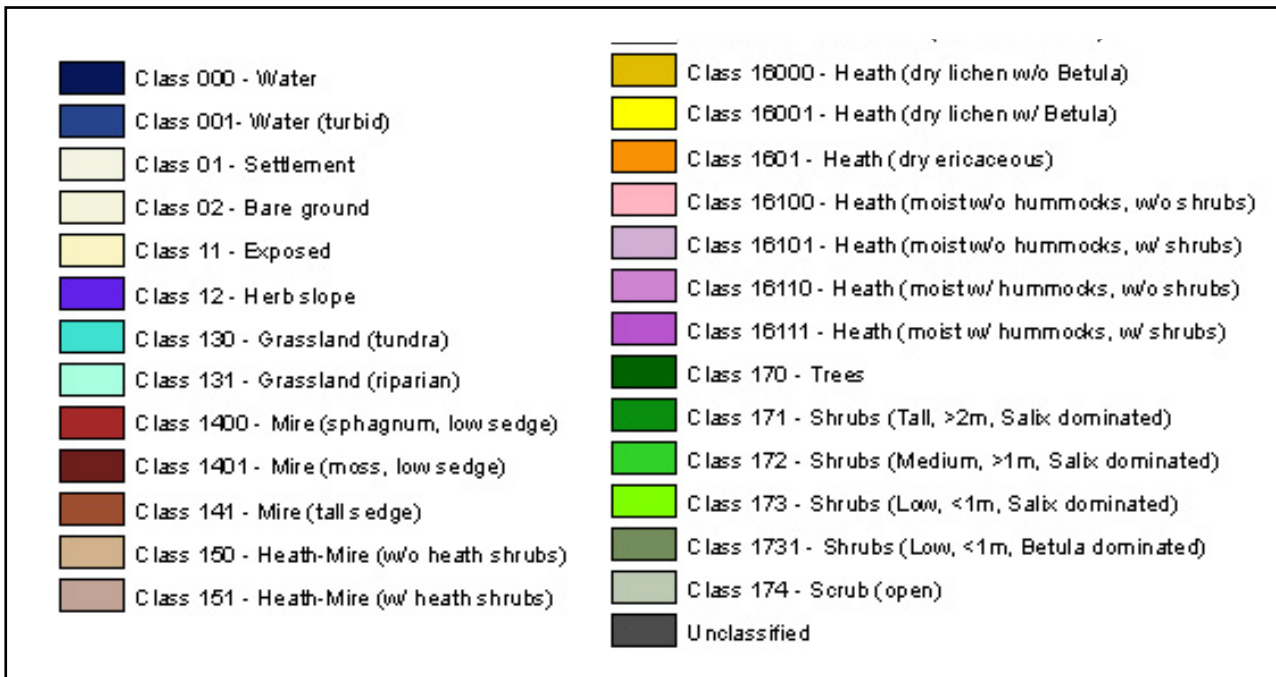 Class 000 - Water
Class 001- Water (turbid)
Class 01 - Settlement
Class 02 - Bare ground
Class 11 - Exposed
Class 12 - Herb slope
Class 130 - Grassland (tundra)
Class 131 - Grassland (riparian)
Class 1400 - Mire (sphagnum, low sedge)
Class 1401 - Mire (moss, low sedge)
Class 141 - Mire (tall sedge)
Class 150 - Heath-Mire (w/o heath shrubs)
Class 151 - Heath-Mire (w/ heath shrubs)
Class 16000 - Heath (dry lichen w/o Betula)
Class 16001 - Heath (dry lichen w/ Betula)
Class 1601 - Heath (dry ericaceous)
Class 16100 - Heath (moist w/o hummocks, w/o shrubs)
Class 16101 - Heath (moist w/o hummocks, w/ shrubs)
Class 16110 - Heath (moist w/ hummocks, w/o shrubs)
Class 16111 - Heath (moist w/ hummocks, w/ shrubs)
Class 170 - Trees
Class 171 - Shrubs (Tall, >2m, Salix dominated)
Class 172 - Shrubs (Medium, >1m, Salix dominated)
Class 173 - Shrubs (Low, <1m, Salix dominated)
Class 1731 - Shrubs (Low, <1m, Betula dominated)
Class 174 - Scrub (open)
Unclassified